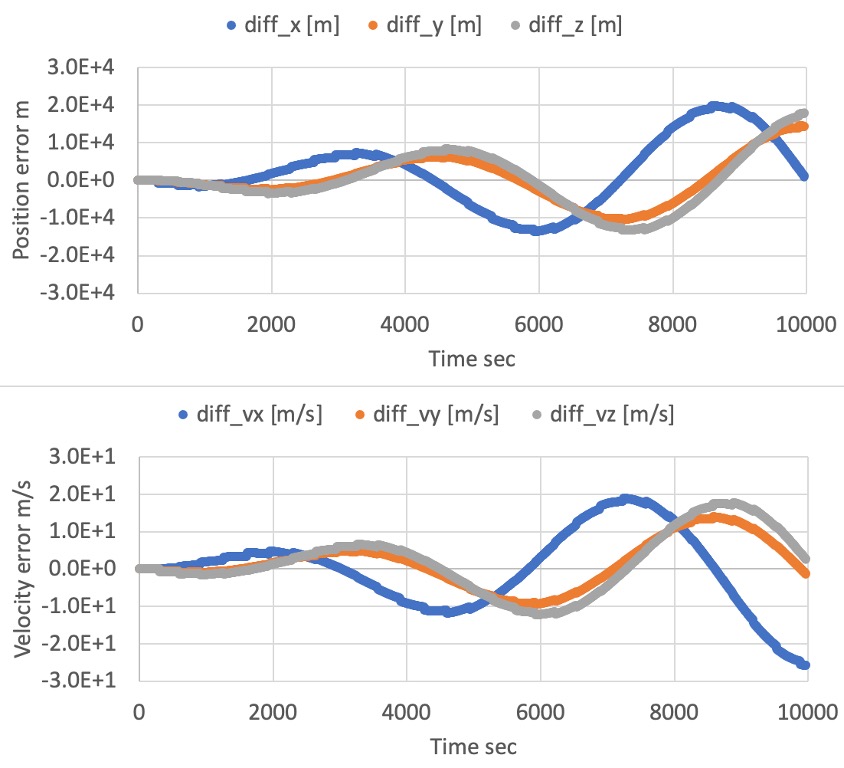 diff_x [m] diff_y [m] diff_z [m]
3.0E+4
2.0E+4
1.0E+4
0.0E+0
-1.0E+4
-2.0E+4
-3.0E+4
Position error m
0 2000 4000 6000 8000 10000
Time sec
diff_vx [m/s] diff_vy [m/s] diff_vz [m/s]
3.0E+1
2.0E+1
1.0E+1
0.0E+0
-1.0E+1
-2.0E+1
-3.0E+1
Velocity error m/s
0 2000 4000 6000 8000 10000
Time sec